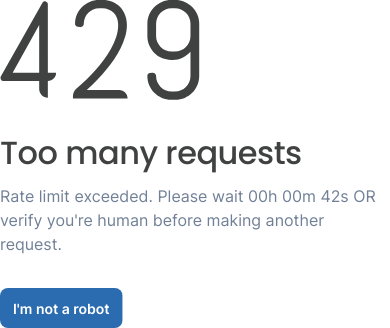 429
Too many requests
Rate limit exceeded. Please wait 00h 00m 42s OR
verify you're human before making another
request.
I'm not a robot